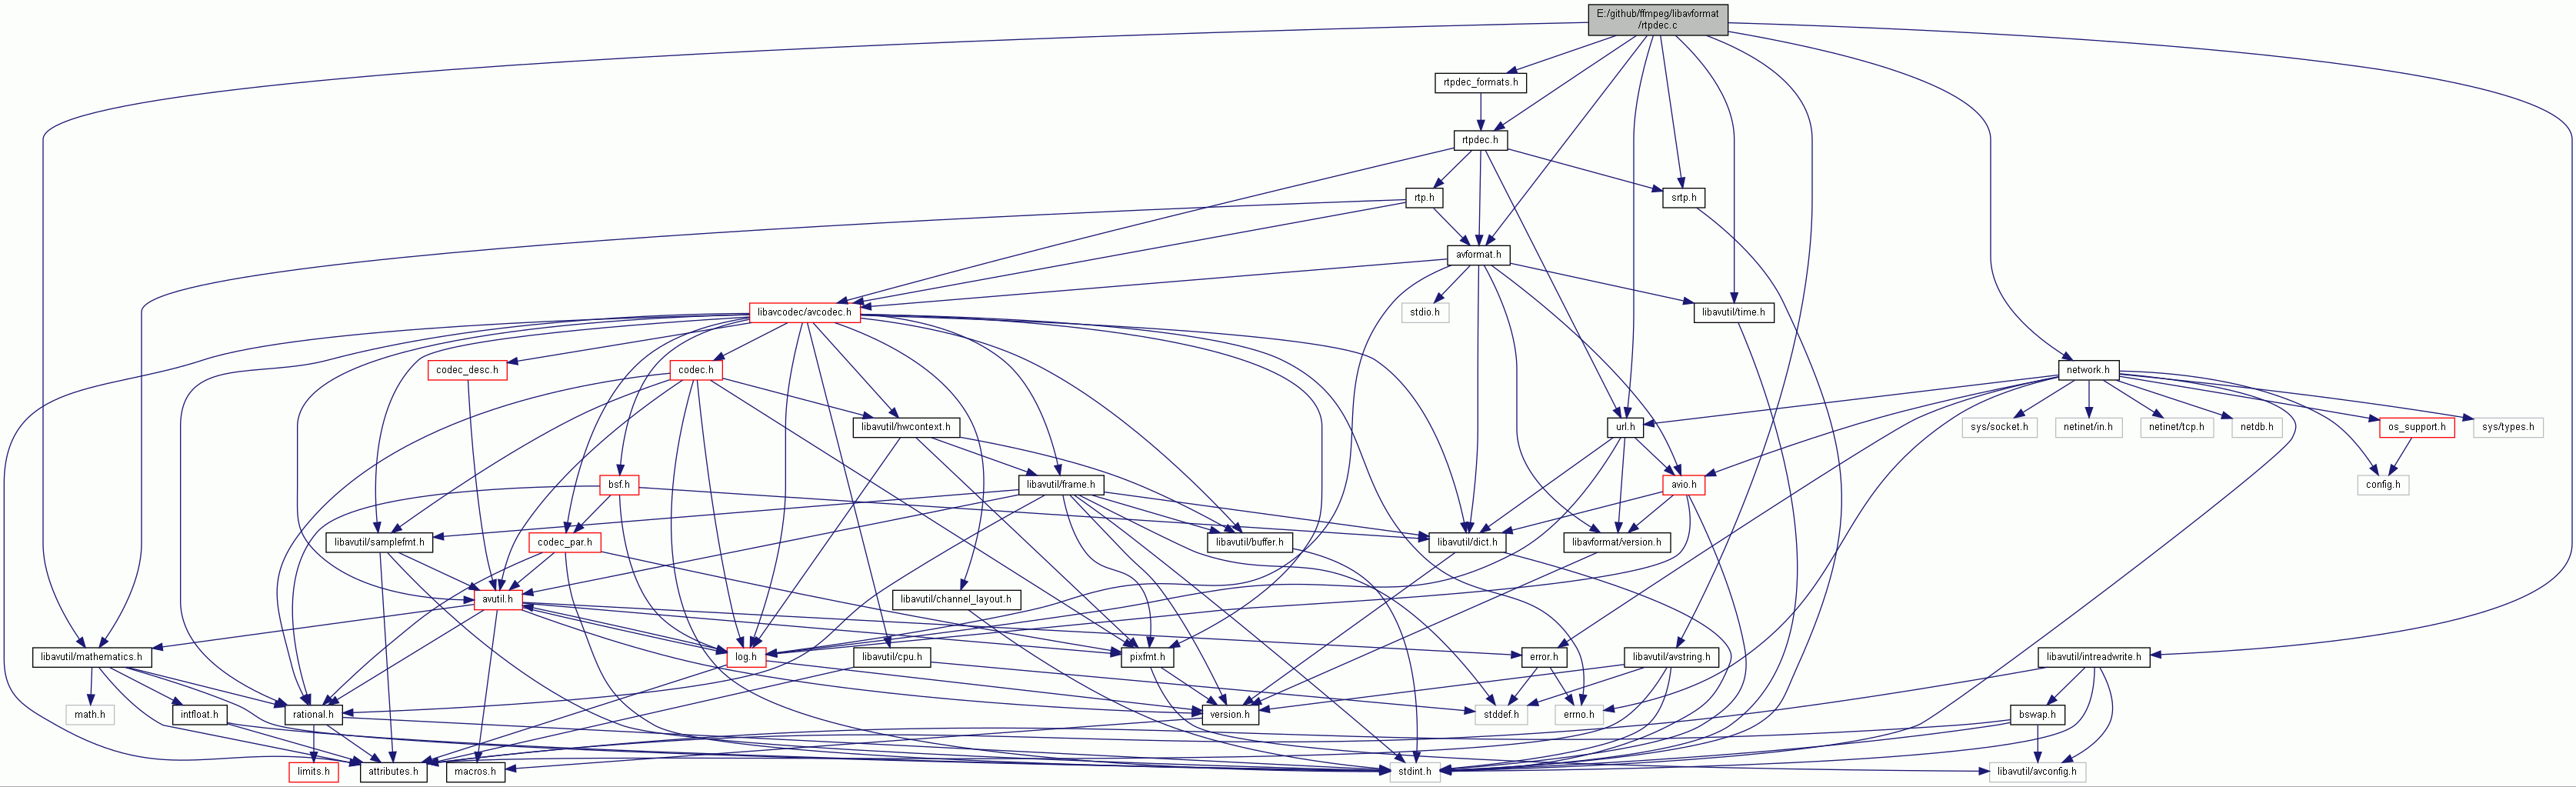 E:/github/ffmpeg/libavformat
/rtpdec.c
rtpdec_formats.h
rtpdec.h
rtp.h
srtp.h
avformat.h
libavcodec/avcodec.h
stdio.h
libavutil/time.h
codec_desc.h
codec.h
network.h
libavutil/hwcontext.h
url.h
sys/socket.h
netinet/in.h
netinet/tcp.h
netdb.h
os_support.h
sys/types.h
bsf.h
libavutil/frame.h
avio.h
config.h
libavutil/samplefmt.h
codec_par.h
libavutil/buffer.h
libavutil/dict.h
libavformat/version.h
avutil.h
libavutil/channel_layout.h
libavutil/mathematics.h
log.h
libavutil/cpu.h
pixfmt.h
error.h
libavutil/avstring.h
libavutil/intreadwrite.h
math.h
intfloat.h
rational.h
version.h
stddef.h
errno.h
bswap.h
limits.h
attributes.h
macros.h
stdint.h
libavutil/avconfig.h